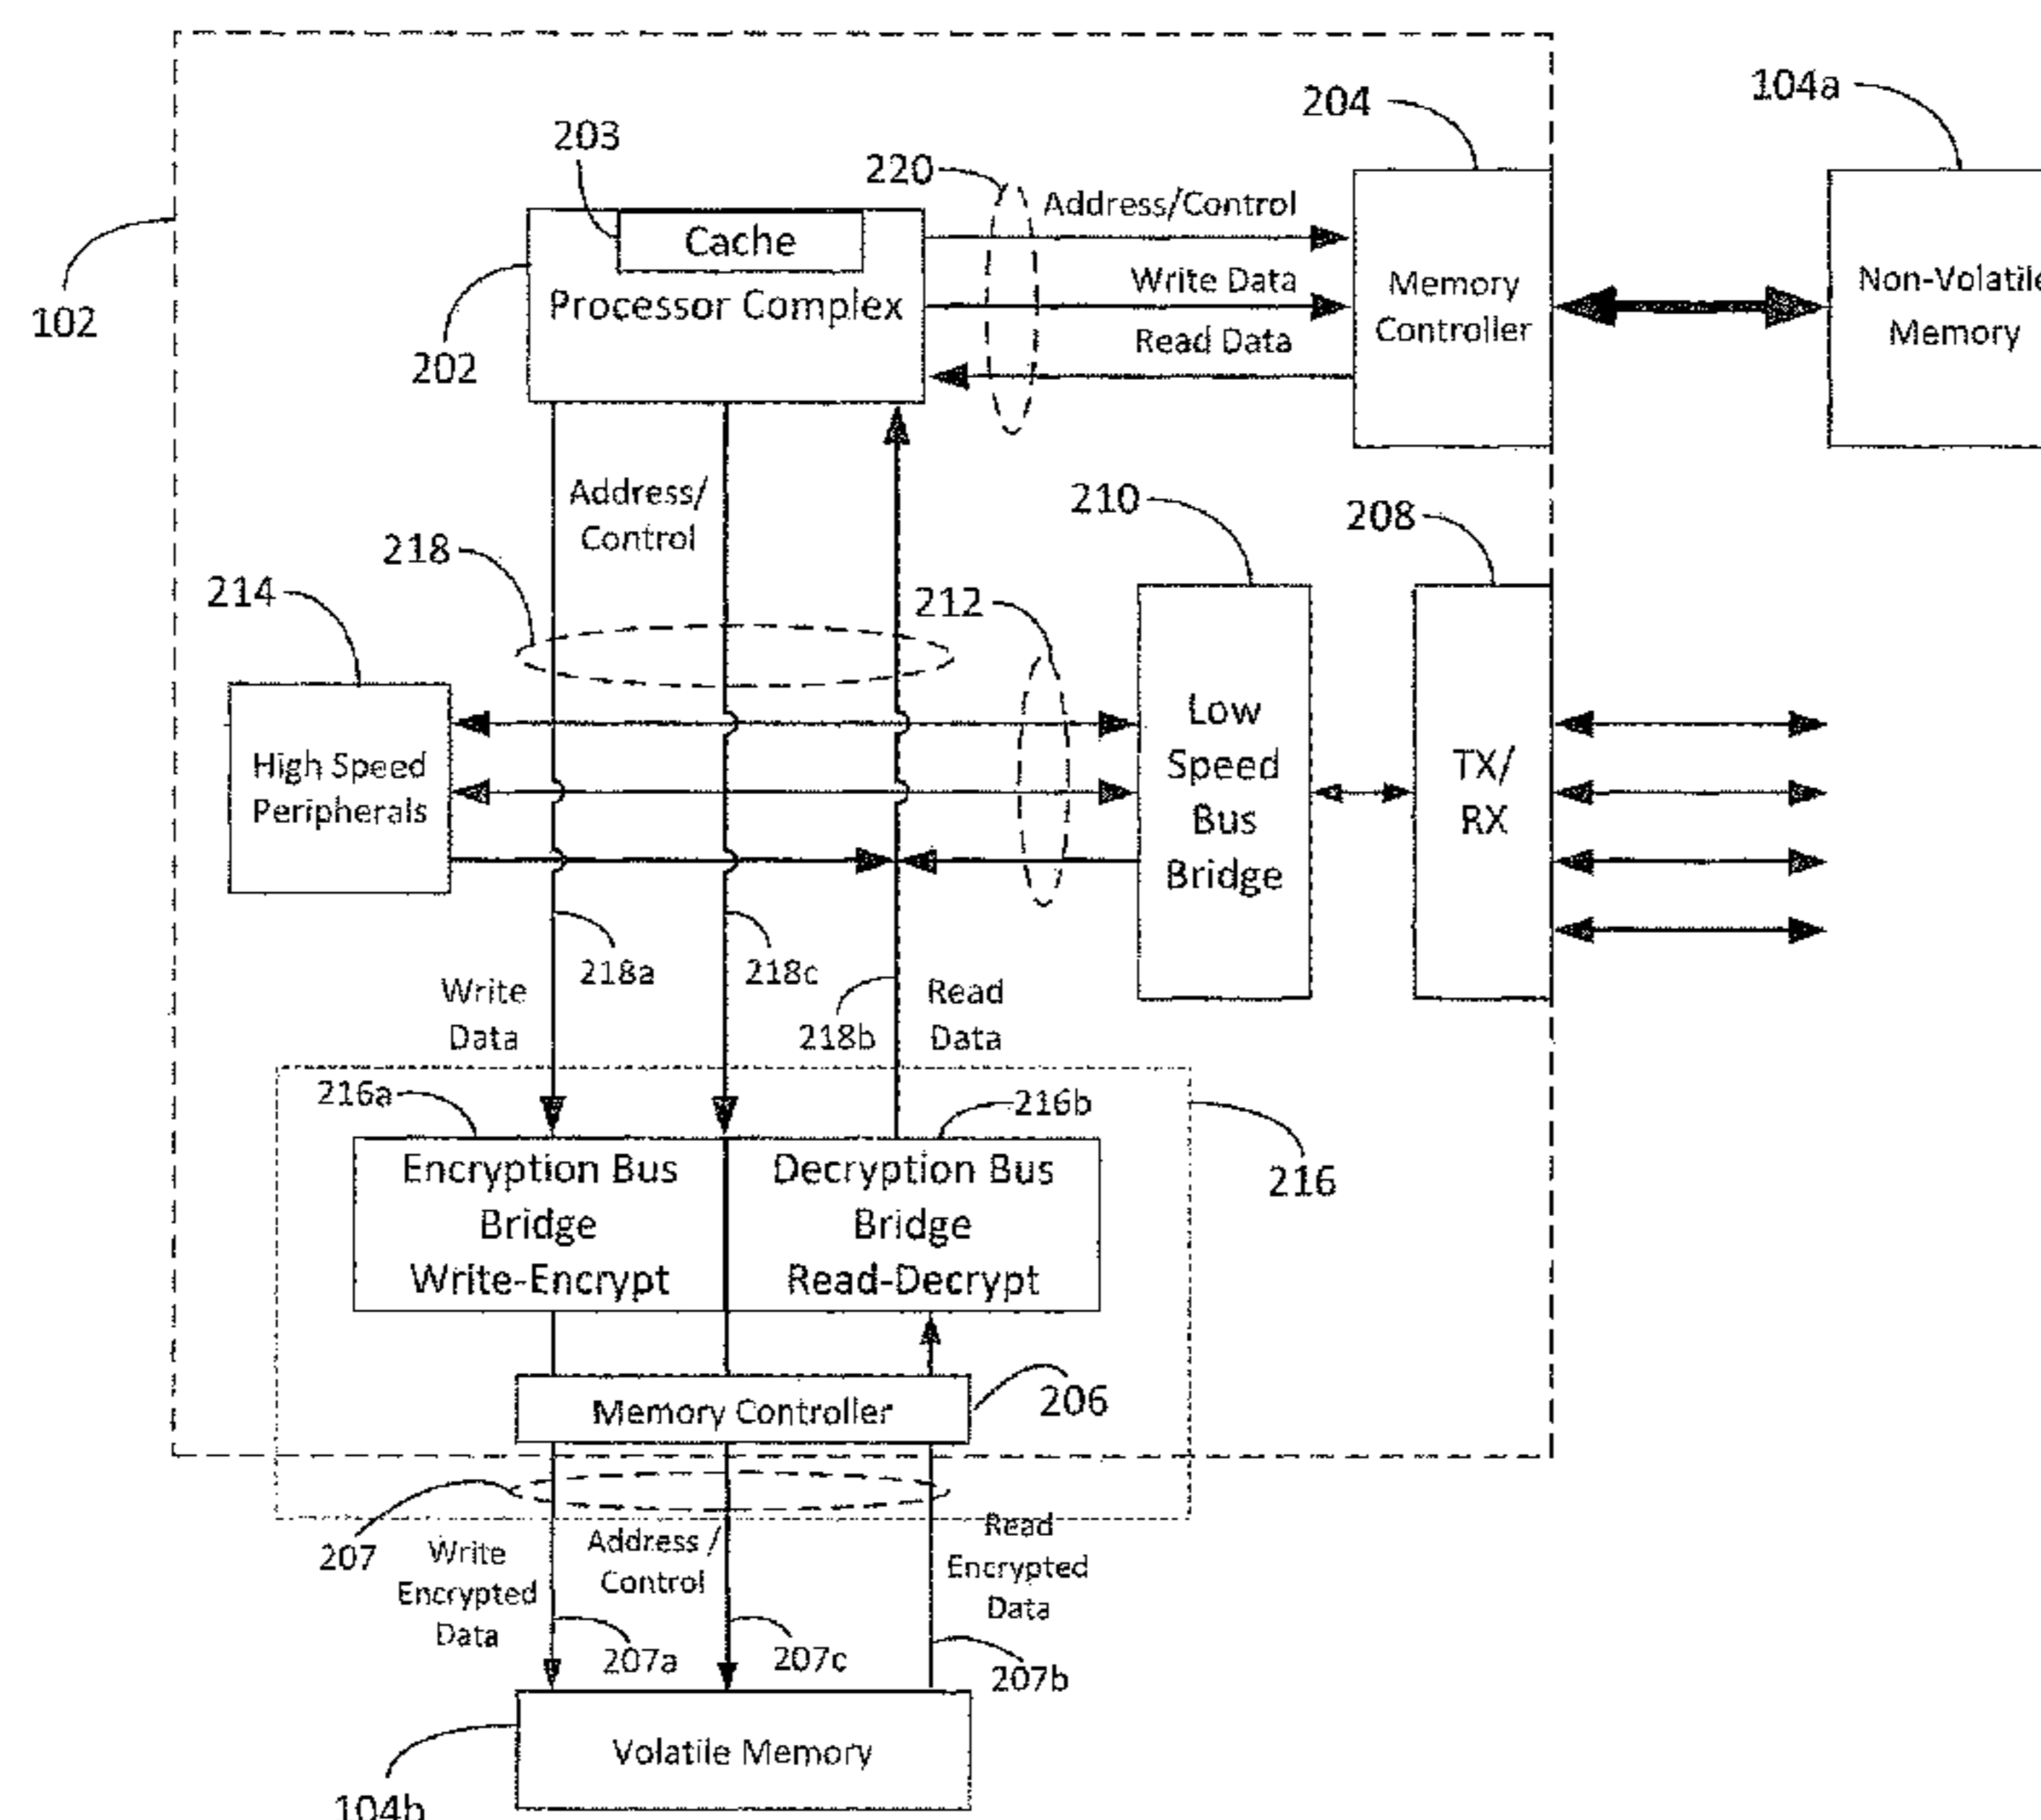 204
104a
203
220
Address/Control
Cache
Write Data
Memory
Controller
Non-Volatile
Memory
Processor Complex
102
202
Read Data
Address/
Control
210
208
218
214
212
Low
Speed
Bus
Bridge
TX/
RX
High Speed
Peripherals
218a
218c
Write
Data
218b
Read
Data
216a
216b
216
Encryption Bus
Bridge
Write-Encrypt
Decryption Bus
Bridge
Read-Decrypt
Memory Controller
206
207
Write
Encrypted
Data
Address /
Control
Read
Encrypted
Data
207a
207c
207b
Volatile Memory
104b